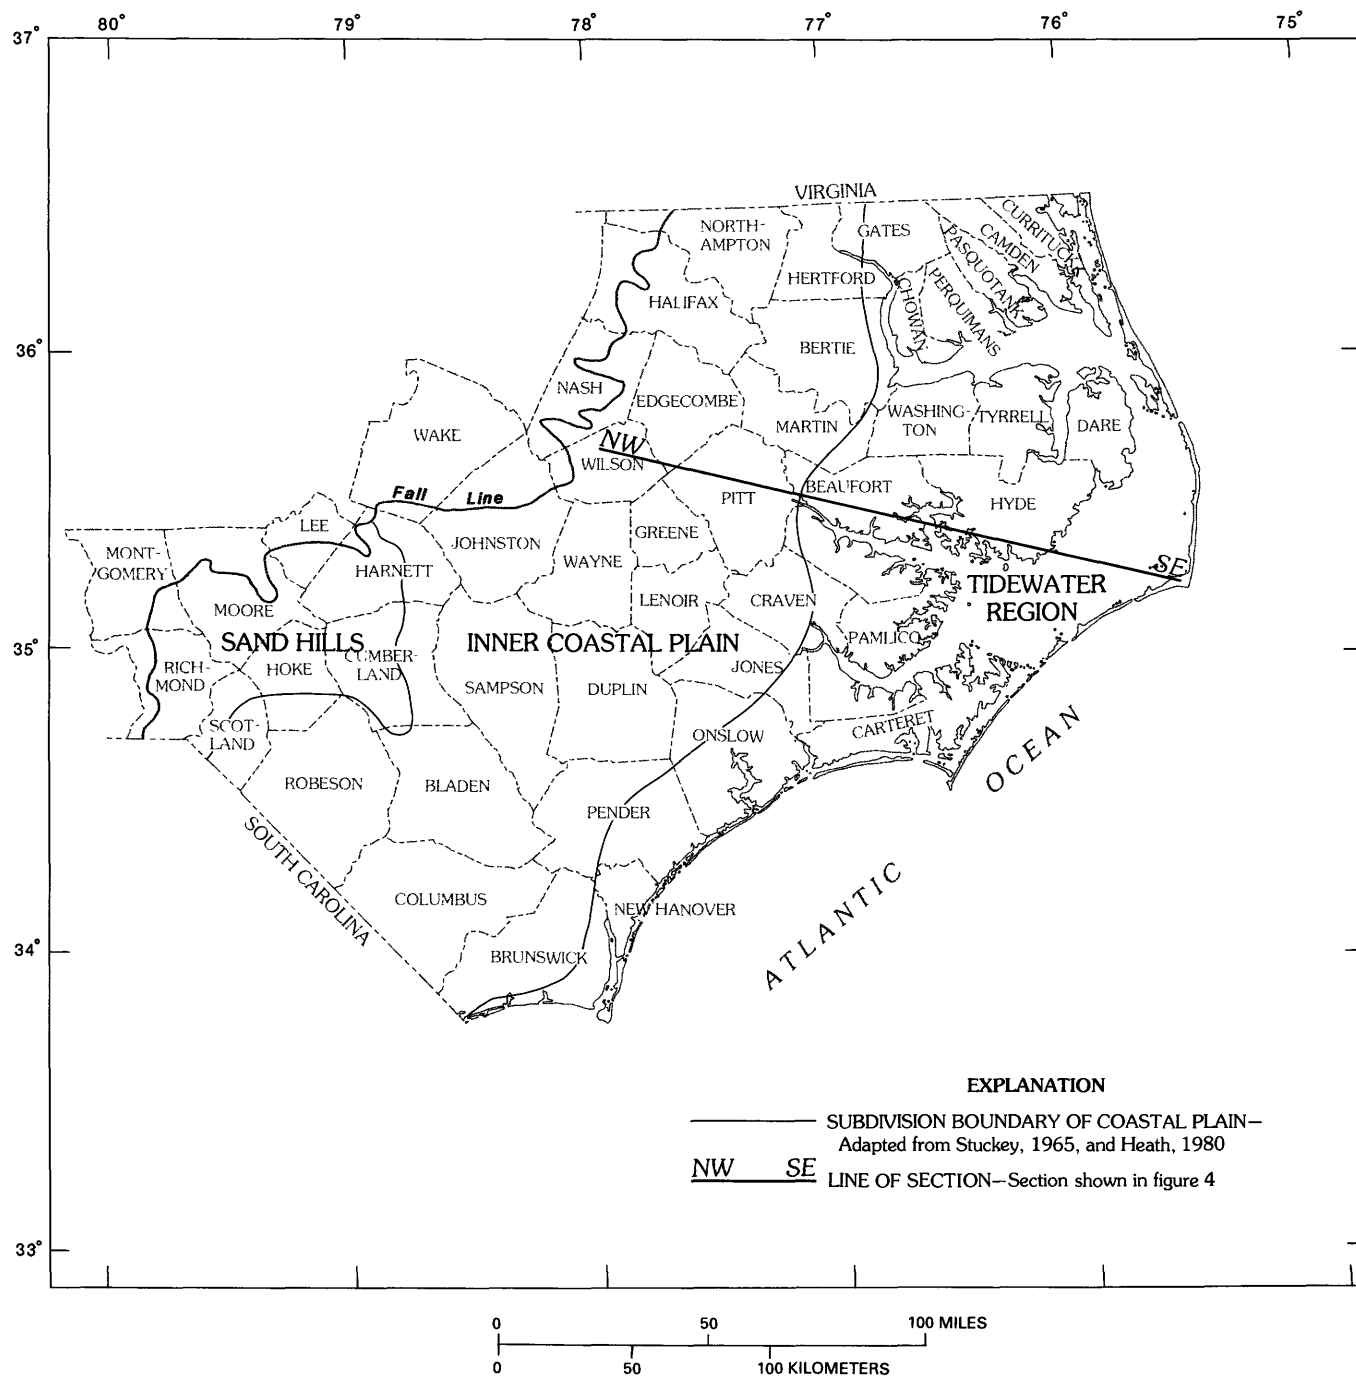 80° 79° 78° 77° 76° 75°
37°
VIRGINIA
NORTH-
AMPTON
GATES
CURRITUCK
CAMDEN
PASQUOTANK
HERTFORD
PERQUIMANS
CHOWAN
HALIFAX
36°
BERTIE
NASH
EDGECOMBE
WAKE
MARTIN
WASHING-
TON
TYRRELL
DARE
NW
WILSON
BEAUFORT
Fall Line
PITT
HYDE
LEE
GREENE
MONT-
GOMERY
JOHNSTON
WAYNE
HARNETT
SE
TIDEWATER
REGION
MOORE
LENOIR
CRAVEN
35°
SAND HILLS
INNER COASTAL PLAIN
PAMLICO
HOKE
CUMBER-
LAND
JONES
RICH-
MOND
SAMPSON
DUPLIN
SCOT-
LAND
ONSLOW
CARTERET
ROBESON
BLADEN
PENDER
SOUTH CAROLINA
COLUMBUS
NEW HANOVER
ATLANTIC
OCEAN
34°
BRUNSWICK
EXPLANATION
SUBDIVISION BOUNDARY OF COASTAL PLAIN—
Adapted from Stuckey, 1965, and Heath, 1980
NW SE
LINE OF SECTION—Section shown in figure 4
33°
0 50 100 MILES
0 50 100 KILOMETERS